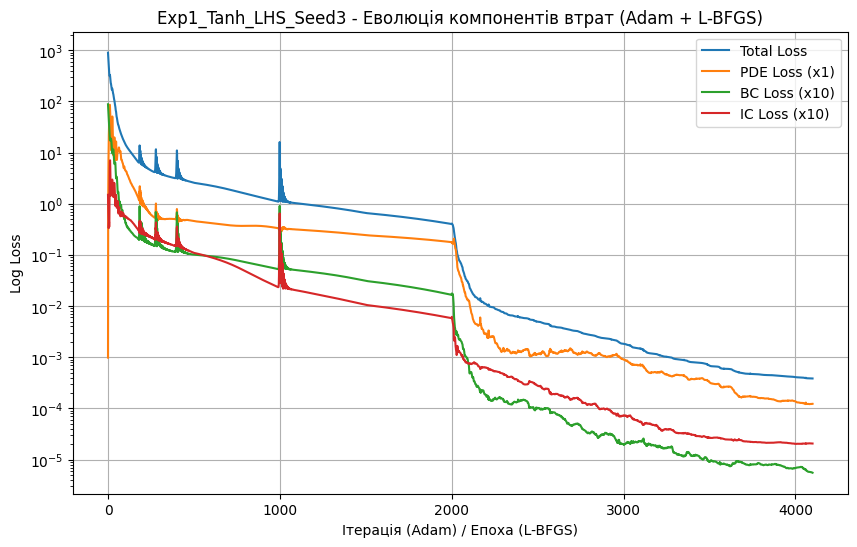 Exp1_Tanh_LHS_Seed3 - Еволюція компонентів втрат (Adam + L-BFGS)
Total Loss
PDE Loss (x1)
BC Loss (x10)
IC Loss (x10)
Log Loss
10³
10²
10¹
10⁰
10⁻¹
10⁻²
10⁻³
10⁻⁴
10⁻⁵
0 1000 2000 3000 4000
Ітерація (Adam) / Епоха (L-BFGS)